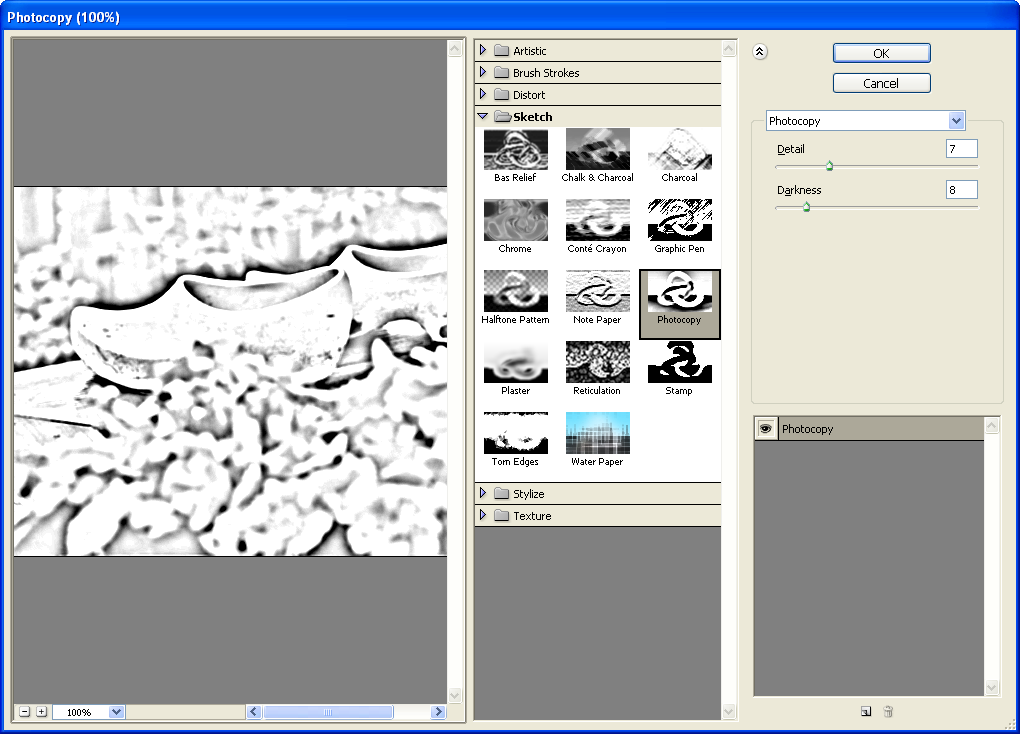 Photocopy (100%)
Artistic
Brush Strokes
Distort
Sketch
Bas Relief
Chalk & Charcoal
Charcoal
Chrome
Conté Crayon
Graphic Pen
Halftone Pattern
Note Paper
Photocopy
Plaster
Reticulation
Stamp
Torn Edges
Water Paper
Stylize
Texture
OK
Cancel
Photocopy
Detail 7
Darkness 8
Photocopy
100%